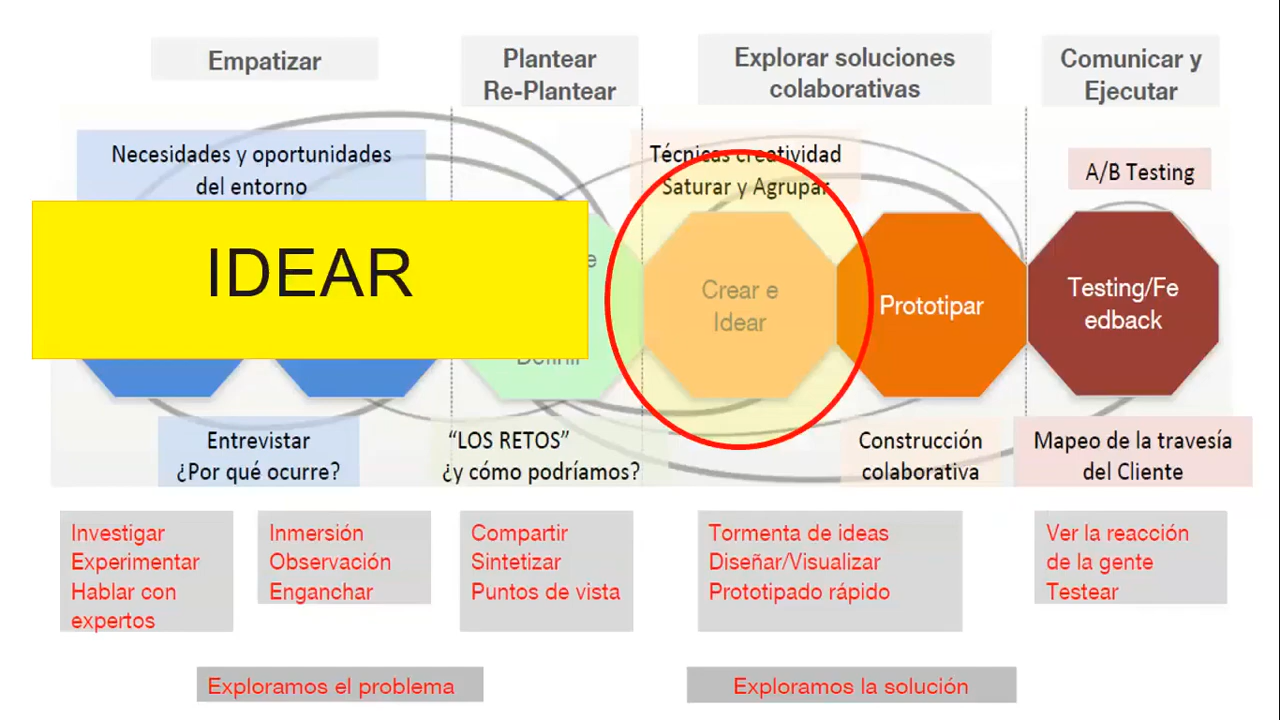 Empatizar
Plantear
Re-Plantear
Explorar soluciones
colaborativas
Comunicar y
Ejecutar
Necesidades y oportunidades
del entorno
Técnicas creatividad
Saturar y Agrupar
A/B Testing
IDEAR
e
Definir
Crear e
Idear
Prototipar
Testing/Fe
edback
Entrevistar
¿Por qué ocurre?
“LOS RETOS”
¿y cómo podríamos?
Construcción
colaborativa
Mapeo de la travesía
del Cliente
Investigar
Experimentar
Hablar con
expertos
Inmersión
Observación
Enganchar
Compartir
Sintetizar
Puntos de vista
Tormenta de ideas
Diseñar/Visualizar
Prototipado rápido
Ver la reacción
de la gente
Testear
Exploramos el problema
Exploramos la solución